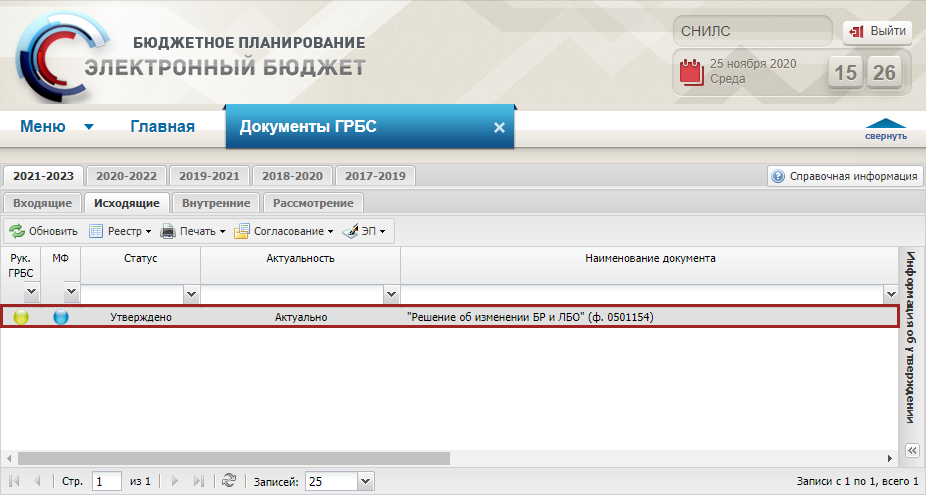 БЮДЖЕТНОЕ ПЛАНИРОВАНИЕ
ЭЛЕКТРОННЫЙ БЮДЖЕТ
СНИЛС
Выйти
25 ноября 2020
Среда
15 26
Меню Главная Документы ГРБС
свернуть
2021-2023 2020-2022 2019-2021 2018-2020 2017-2019 Справочная информация
Входящие Исходящие Внутренние Рассмотрение
Обновить Реестр Печать Согласование ЭП
Рук. ГРБС МФ Статус Актуальность Наименование документа
Информация об утверждении
Утверждено Актуально "Решение об изменении БР и ЛБО" (ф. 0501154)
Стр. 1 из 1 Записей: 25 Записи с 1 по 1, всего 1